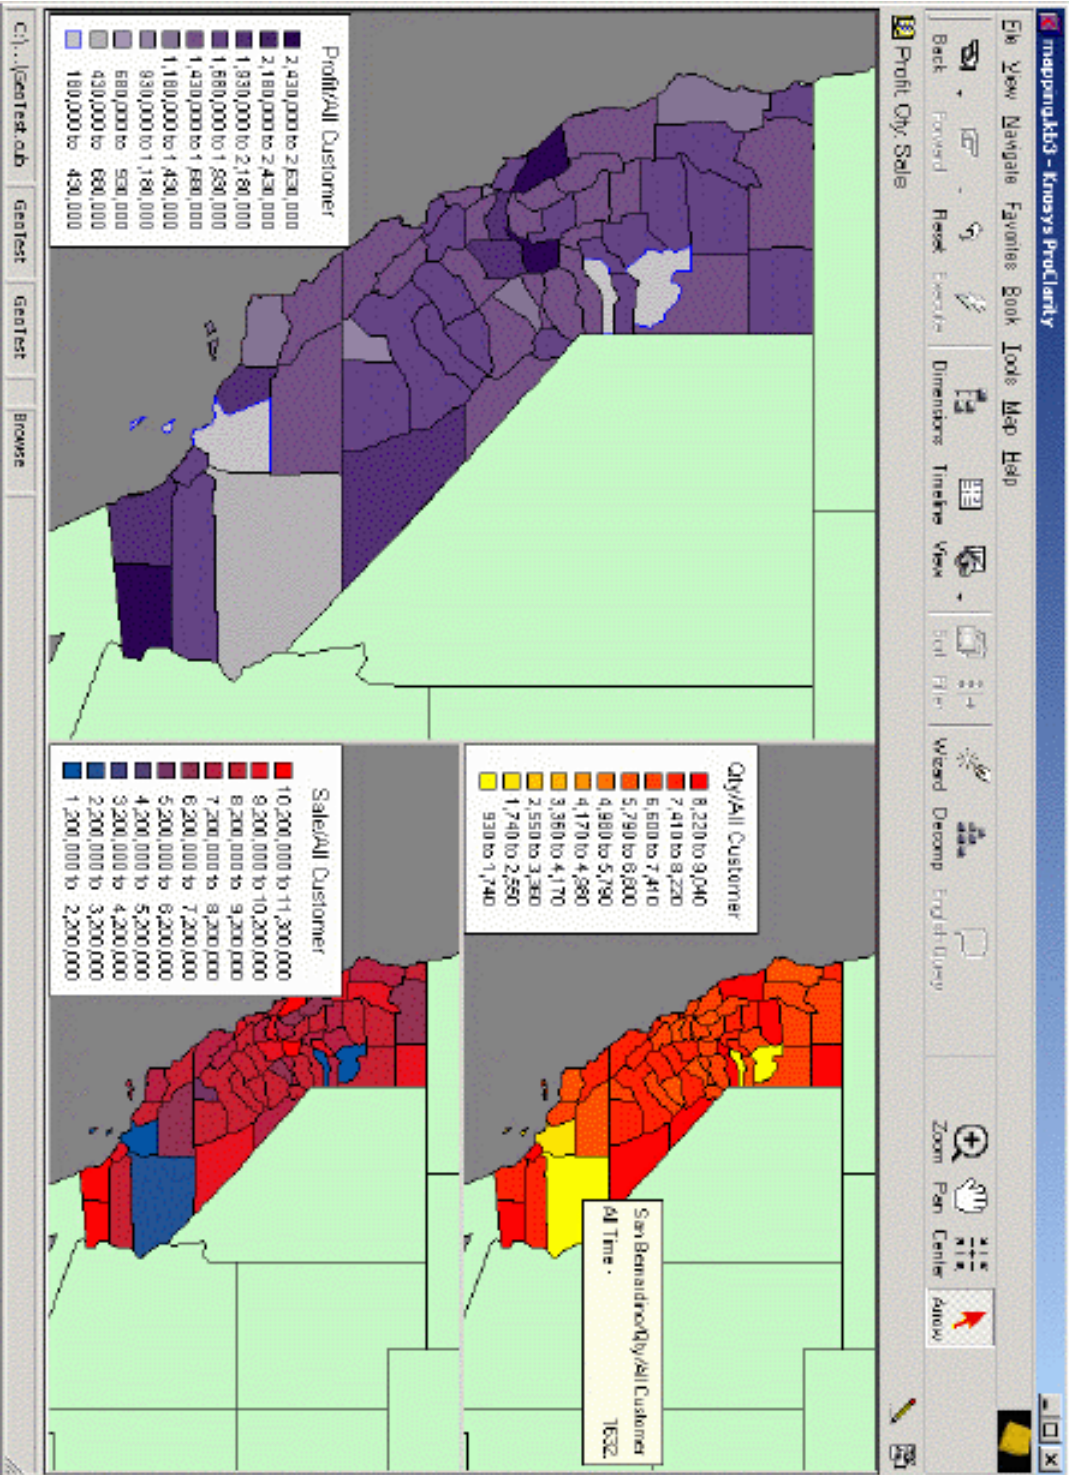 mapping.kb3 - Knosys ProClarity
File View Navigate Favorites Book Tools Map Help
Back Forward Reset Execute Dimensions Timeline View Sort Filter Wizard Decomp English Query Zoom Pan Center Arrow
Profit, Qty, Sale
Profit/All Customer
2,430,000 to 2,630,000
2,180,000 to 2,430,000
1,930,000 to 2,180,000
1,680,000 to 1,930,000
1,430,000 to 1,680,000
1,180,000 to 1,430,000
930,000 to 1,180,000
680,000 to 930,000
430,000 to 680,000
180,000 to 430,000
Qty/All Customer
8,220 to 9,040
7,410 to 8,220
6,600 to 7,410
5,790 to 6,600
4,980 to 5,790
4,170 to 4,980
3,360 to 4,170
2,550 to 3,360
1,740 to 2,550
930 to 1,740
San Bernardino/Qty/All Customer
All Time - 1632
Sale/All Customer
10,200,000 to 11,300,000
9,200,000 to 10,200,000
8,200,000 to 9,200,000
7,200,000 to 8,200,000
6,200,000 to 7,200,000
5,200,000 to 6,200,000
4,200,000 to 5,200,000
3,200,000 to 4,200,000
2,200,000 to 3,200,000
1,200,000 to 2,200,000
C:\...\GeoTest.cub GeoTest GeoTest Browse